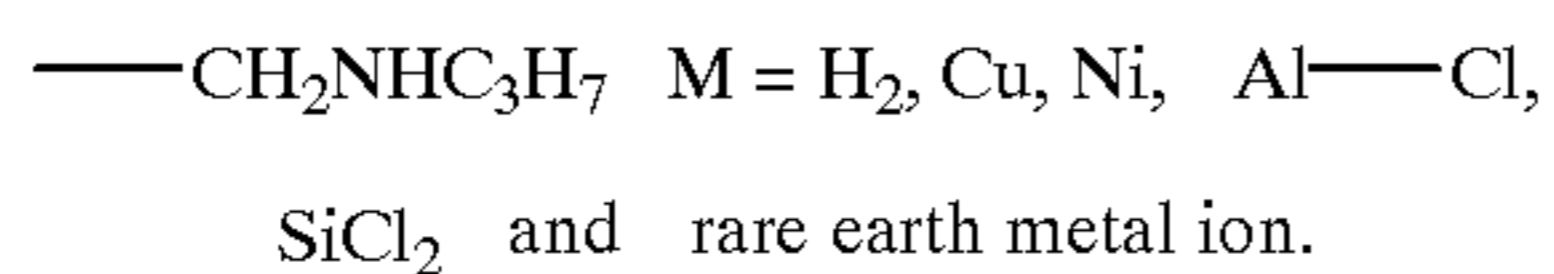 —CH₂NHC₃H₇ M = H₂, Cu, Ni, Al—Cl,
SiCl₂ and rare earth metal ion.